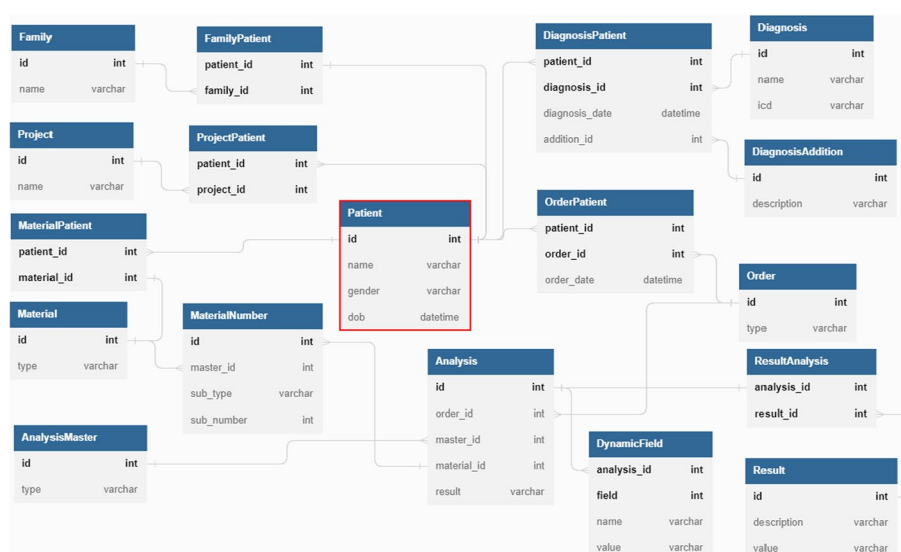 Family
id int
name varchar
FamilyPatient
patient_id int
family_id int
Project
id int
name varchar
ProjectPatient
patient_id int
project_id int
MaterialPatient
patient_id int
material_id int
Material
id int
type varchar
MaterialNumber
id int
master_id int
sub_type varchar
sub_number int
AnalysisMaster
id int
type varchar
Patient
id int
name varchar
gender varchar
dob datetime
DiagnosisPatient
patient_id int
diagnosis_id int
diagnosis_date datetime
addition_id int
Diagnosis
id int
name varchar
icd varchar
DiagnosisAddition
id int
description varchar
OrderPatient
patient_id int
order_id int
order_date datetime
Order
id int
type varchar
Analysis
id int
order_id int
master_id int
material_id int
result varchar
ResultAnalysis
analysis_id int
result_id int
DynamicField
analysis_id int
field int
name varchar
value varchar
Result
id int
description varchar
value varchar